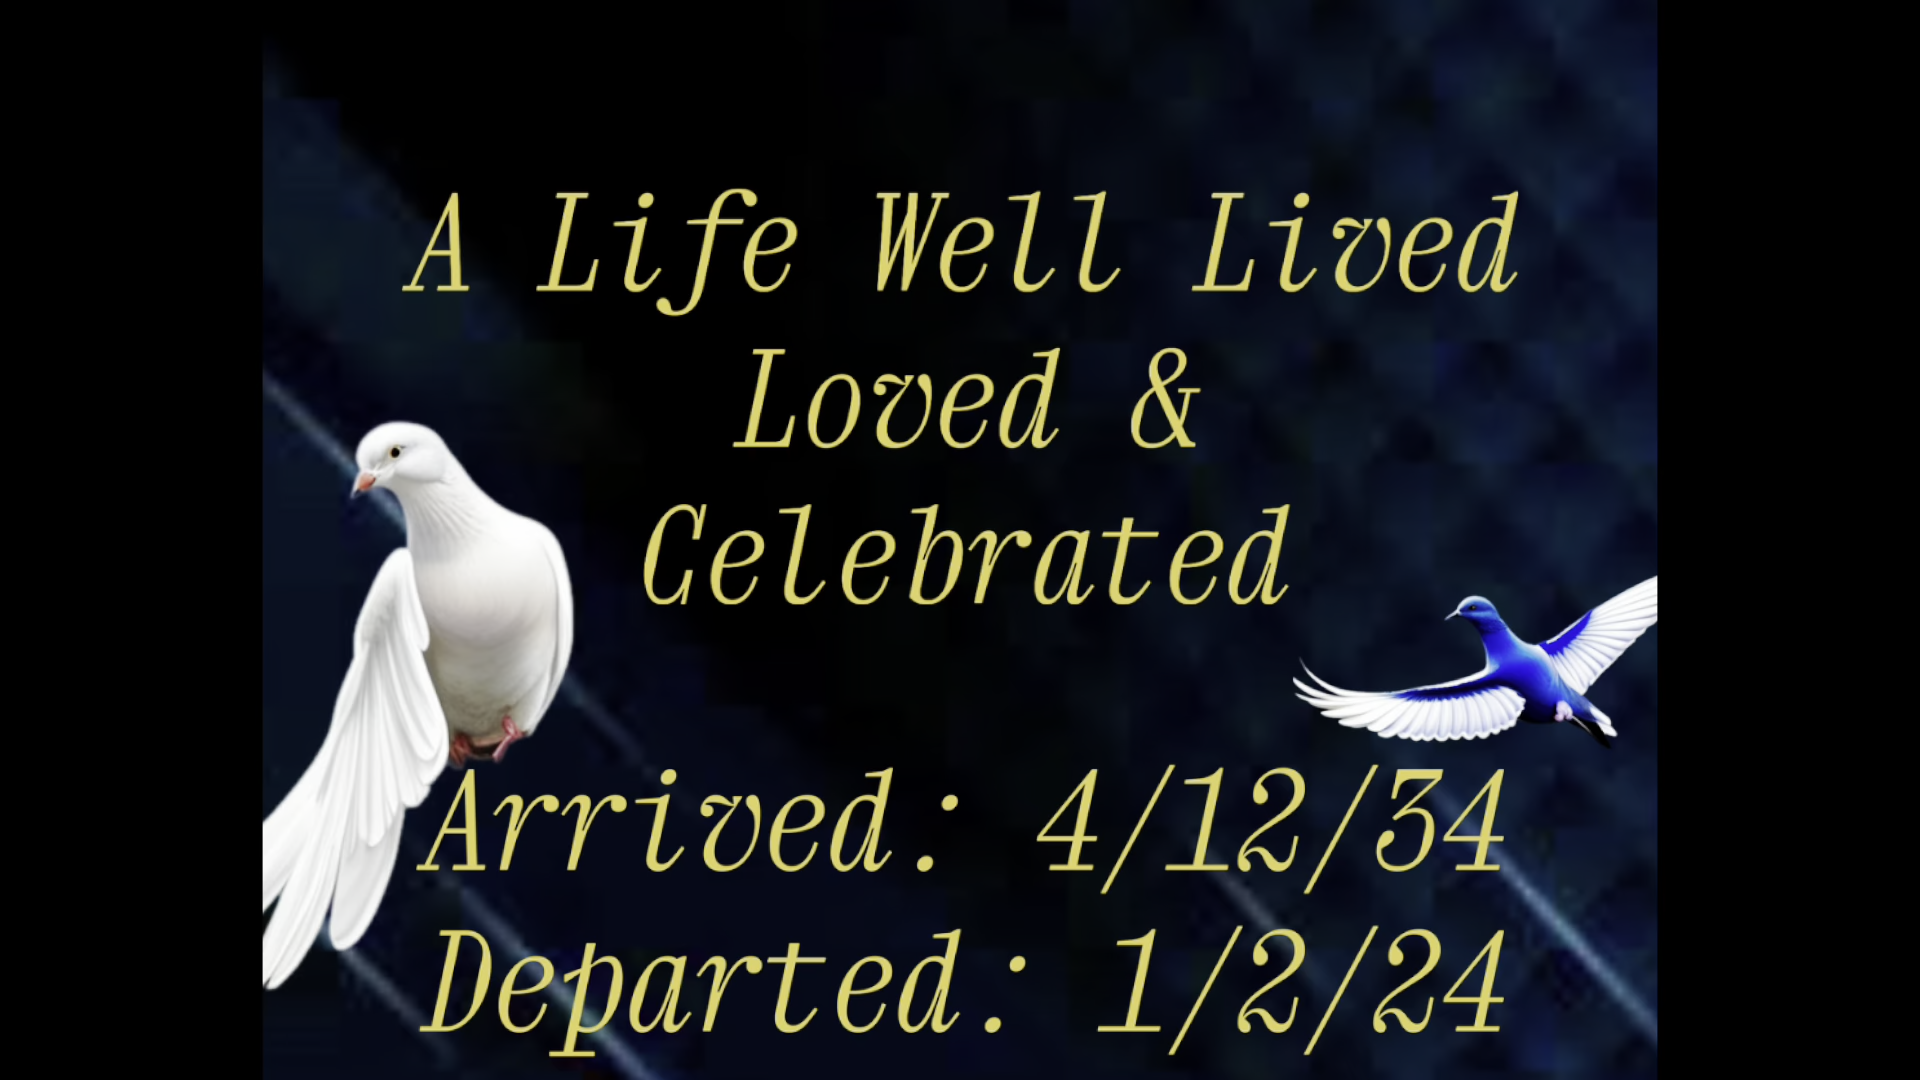 A Life Well Lived
Loved &
Celebrated
Arrived: 4/12/34
Departed: 1/2/24